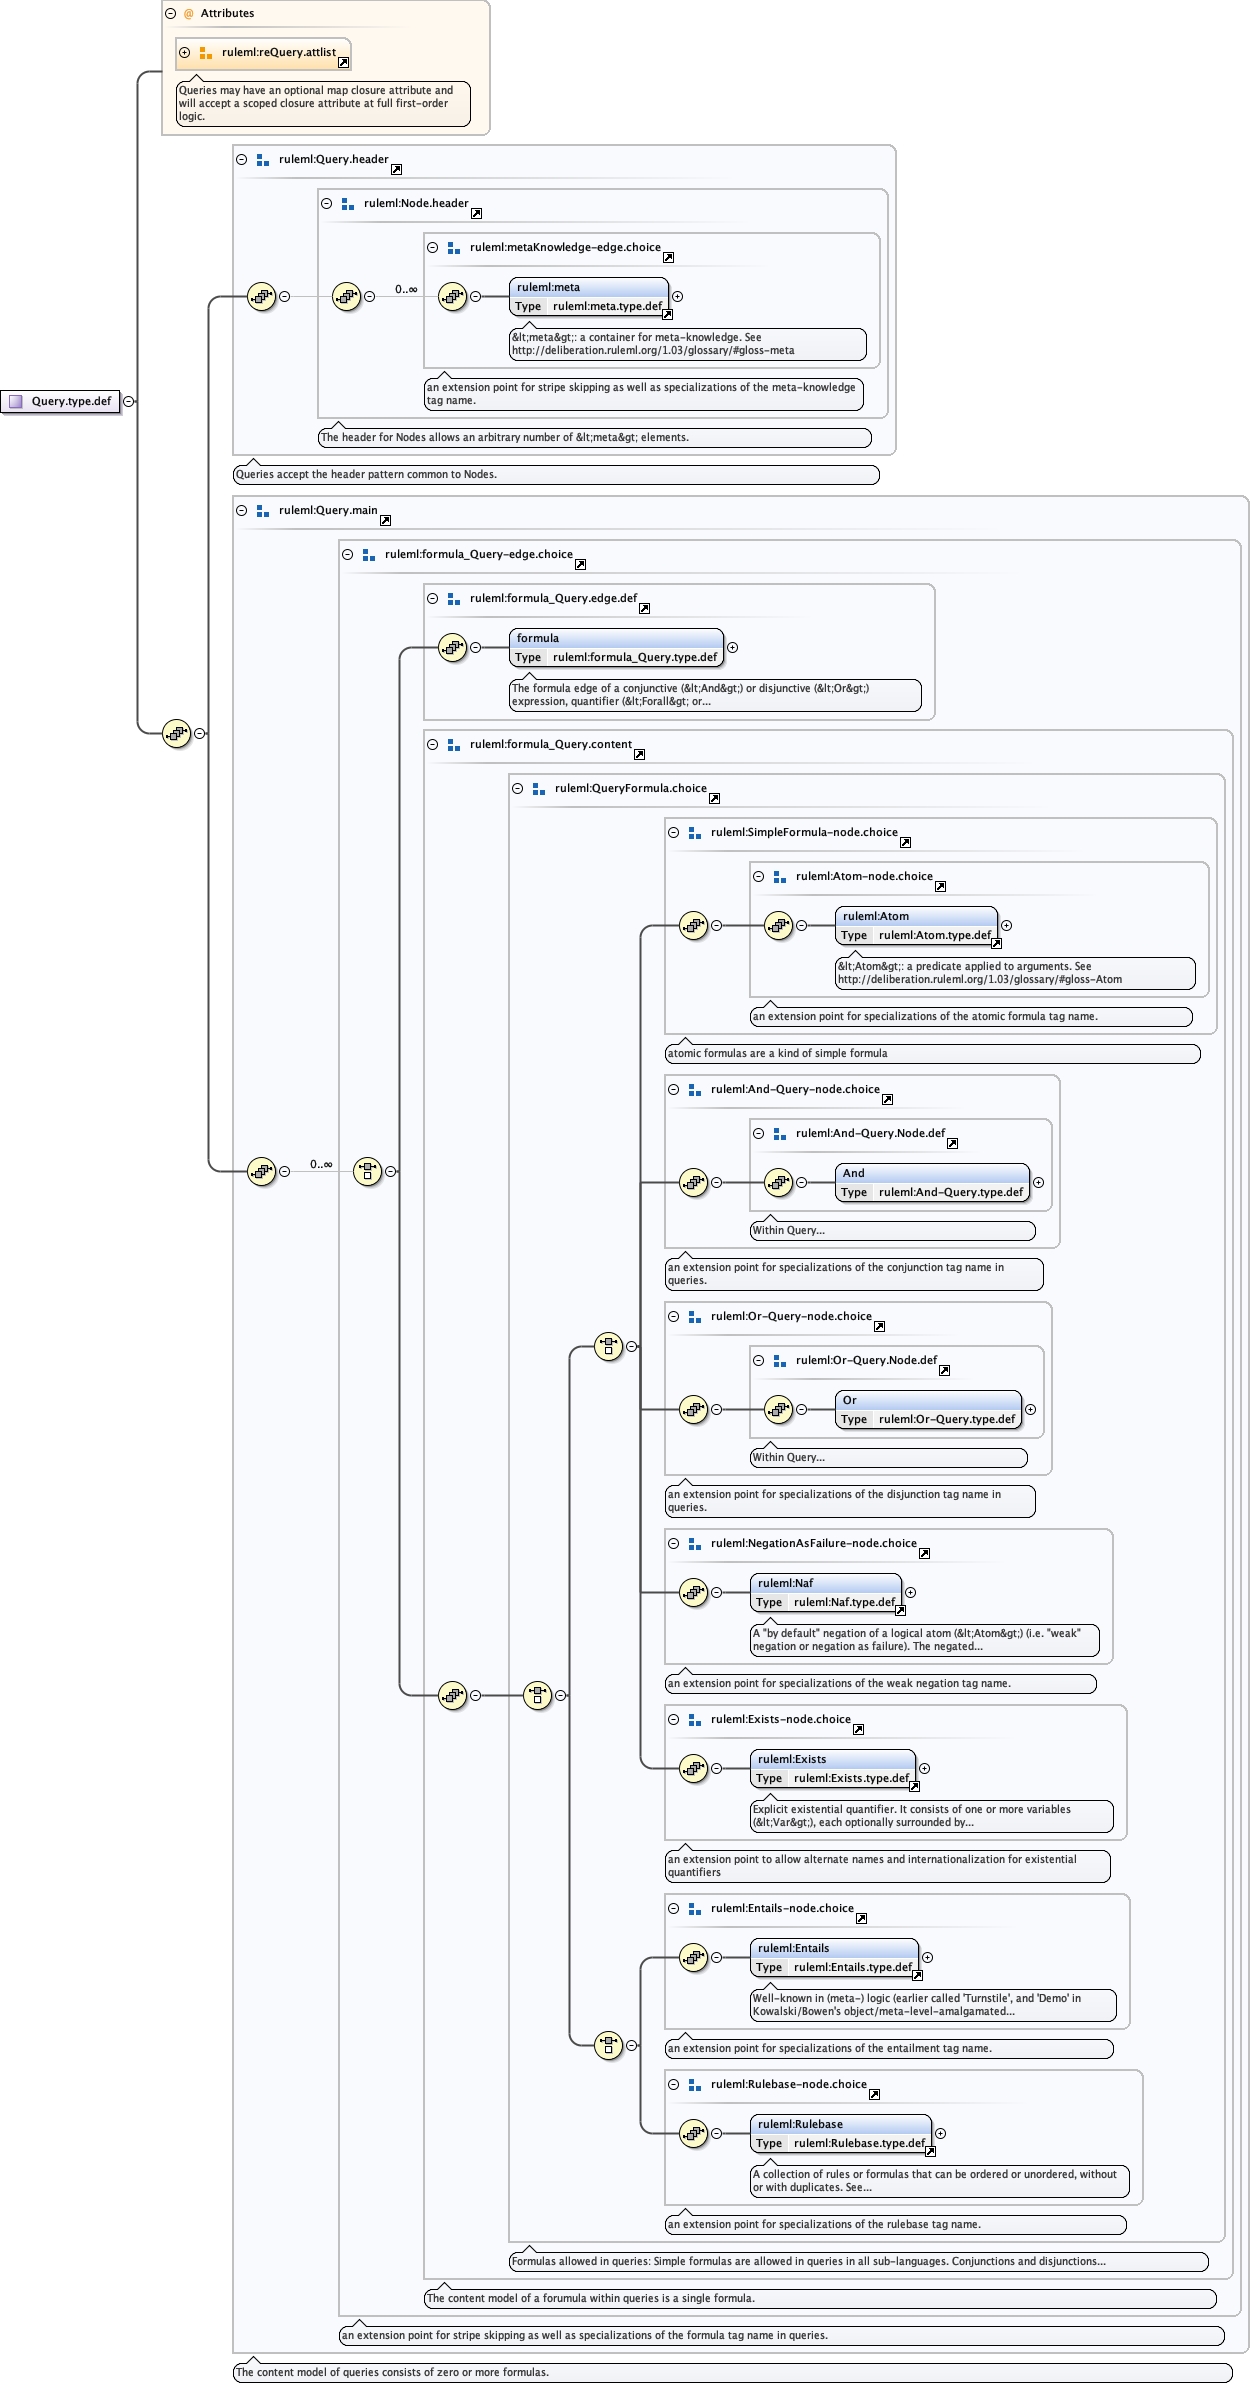 Attributes
ruleml:reQuery.attlist
Queries may have an optional map closure attribute and
will accept a scoped closure attribute at full first-order
logic.
ruleml:Query.header
ruleml:Node.header
ruleml:metaKnowledge-edge.choice
0..∞
ruleml:meta
Type ruleml:meta.type.def
&lt;meta&gt;: a container for meta-knowledge. See
http://deliberation.ruleml.org/1.03/glossary/#gloss-meta
an extension point for stripe skipping as well as specializations of the meta-knowledge
tag name.
Query.type.def
The header for Nodes allows an arbitrary number of &lt;meta&gt; elements.
Queries accept the header pattern common to Nodes.
ruleml:Query.main
ruleml:formula_Query-edge.choice
ruleml:formula_Query.edge.def
formula
Type ruleml:formula_Query.type.def
The formula edge of a conjunctive (&lt;And&gt;) or disjunctive (&lt;Or&gt;)
expression, quantifier (&lt;Forall&gt; or...
ruleml:formula_Query.content
ruleml:QueryFormula.choice
ruleml:SimpleFormula-node.choice
ruleml:Atom-node.choice
ruleml:Atom
Type ruleml:Atom.type.def
&lt;Atom&gt;: a predicate applied to arguments. See
http://deliberation.ruleml.org/1.03/glossary/#gloss-Atom
an extension point for specializations of the atomic formula tag name.
atomic formulas are a kind of simple formula
ruleml:And-Query-node.choice
ruleml:And-Query.Node.def
0..∞
And
Type ruleml:And-Query.type.def
Within Query...
an extension point for specializations of the conjunction tag name in
queries.
ruleml:Or-Query-node.choice
ruleml:Or-Query.Node.def
Or
Type ruleml:Or-Query.type.def
Within Query...
an extension point for specializations of the disjunction tag name in
queries.
ruleml:NegationAsFailure-node.choice
ruleml:Naf
Type ruleml:Naf.type.def
A "by default" negation of a logical atom (&lt;Atom&gt;) (i.e. "weak"
negation or negation as failure). The negated...
an extension point for specializations of the weak negation tag name.
ruleml:Exists-node.choice
ruleml:Exists
Type ruleml:Exists.type.def
Explicit existential quantifier. It consists of one or more variables
(&lt;Var&gt;), each optionally surrounded by...
an extension point to allow alternate names and internationalization for existential
quantifiers
ruleml:Entails-node.choice
ruleml:Entails
Type ruleml:Entails.type.def
Well-known in (meta-) logic (earlier called 'Turnstile', and 'Demo' in
Kowalski/Bowen's object/meta-level-amalgamated...
an extension point for specializations of the entailment tag name.
ruleml:Rulebase-node.choice
ruleml:Rulebase
Type ruleml:Rulebase.type.def
A collection of rules or formulas that can be ordered or unordered, without
or with duplicates. See...
an extension point for specializations of the rulebase tag name.
Formulas allowed in queries: Simple formulas are allowed in queries in all sub-languages. Conjunctions and disjunctions...
The content model of a forumula within queries is a single formula.
an extension point for stripe skipping as well as specializations of the formula tag name in queries.
The content model of queries consists of zero or more formulas.